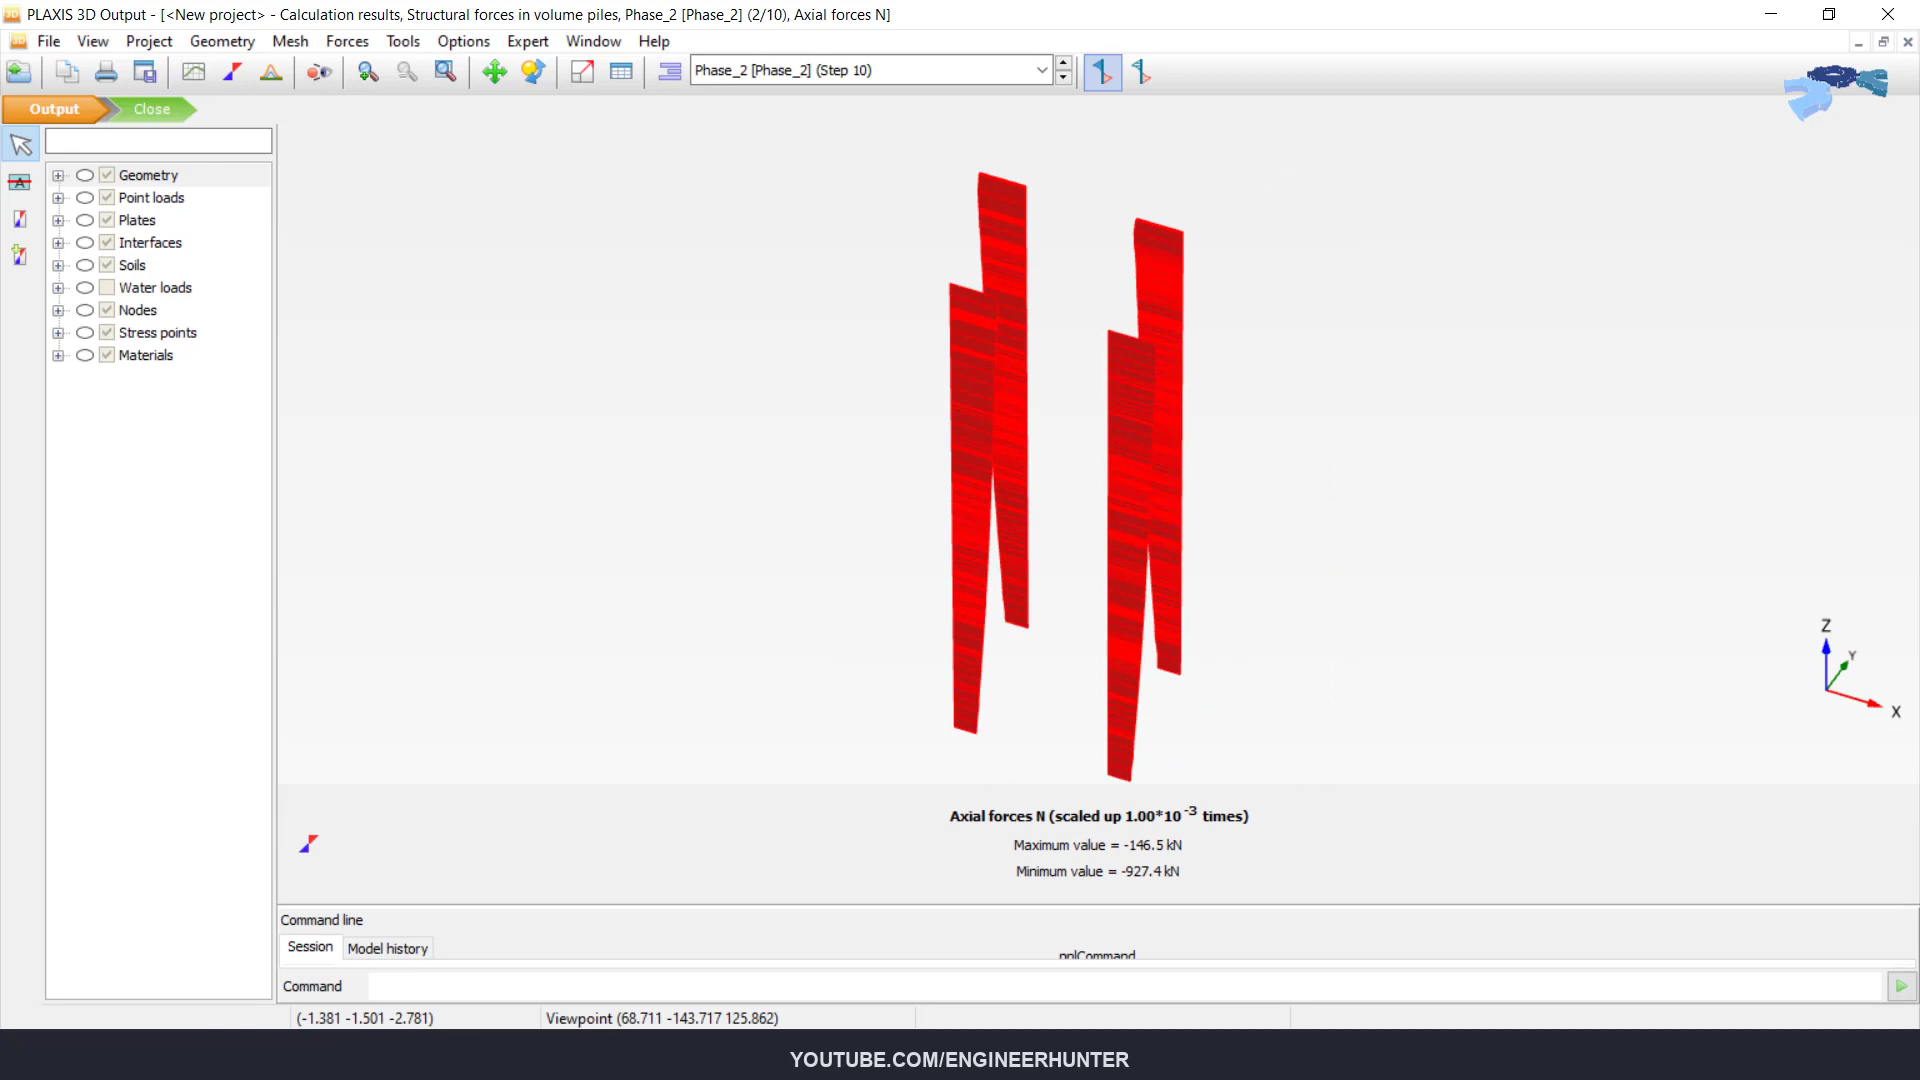 PLAXIS 3D Output - [<New project> - Calculation results, Structural forces in volume piles, Phase_2 [Phase_2] (2/10), Axial forces N]
File View Project Geometry Mesh Forces Tools Options Expert Window Help
Phase_2 [Phase_2] (Step 10)
Output Close
Geometry
Point loads
Plates
Interfaces
Soils
Water loads
Nodes
Stress points
Materials
Z
Y
X
Axial forces N (scaled up 1.00*10⁻³ times)
Maximum value = -146.5 kN
Minimum value = -927.4 kN
Command line
Session Model history
pnlCommand
Command
(-1.381 -1.501 -2.781) Viewpoint (68.711 -143.717 125.862)
YOUTUBE.COM/ENGINEERHUNTER